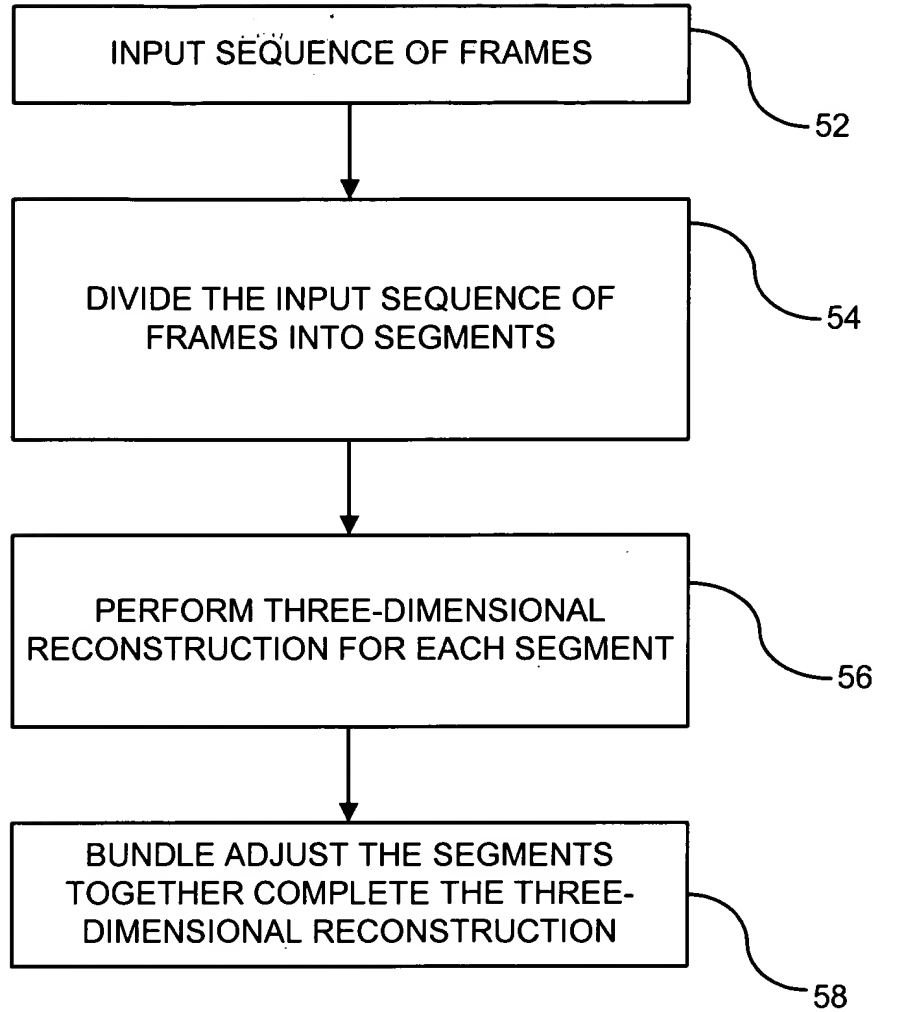 INPUT SEQUENCE OF FRAMES
52
DIVIDE THE INPUT SEQUENCE OF
FRAMES INTO SEGMENTS
54
PERFORM THREE-DIMENSIONAL
RECONSTRUCTION FOR EACH SEGMENT
56
BUNDLE ADJUST THE SEGMENTS
TOGETHER COMPLETE THE THREE-
DIMENSIONAL RECONSTRUCTION
58